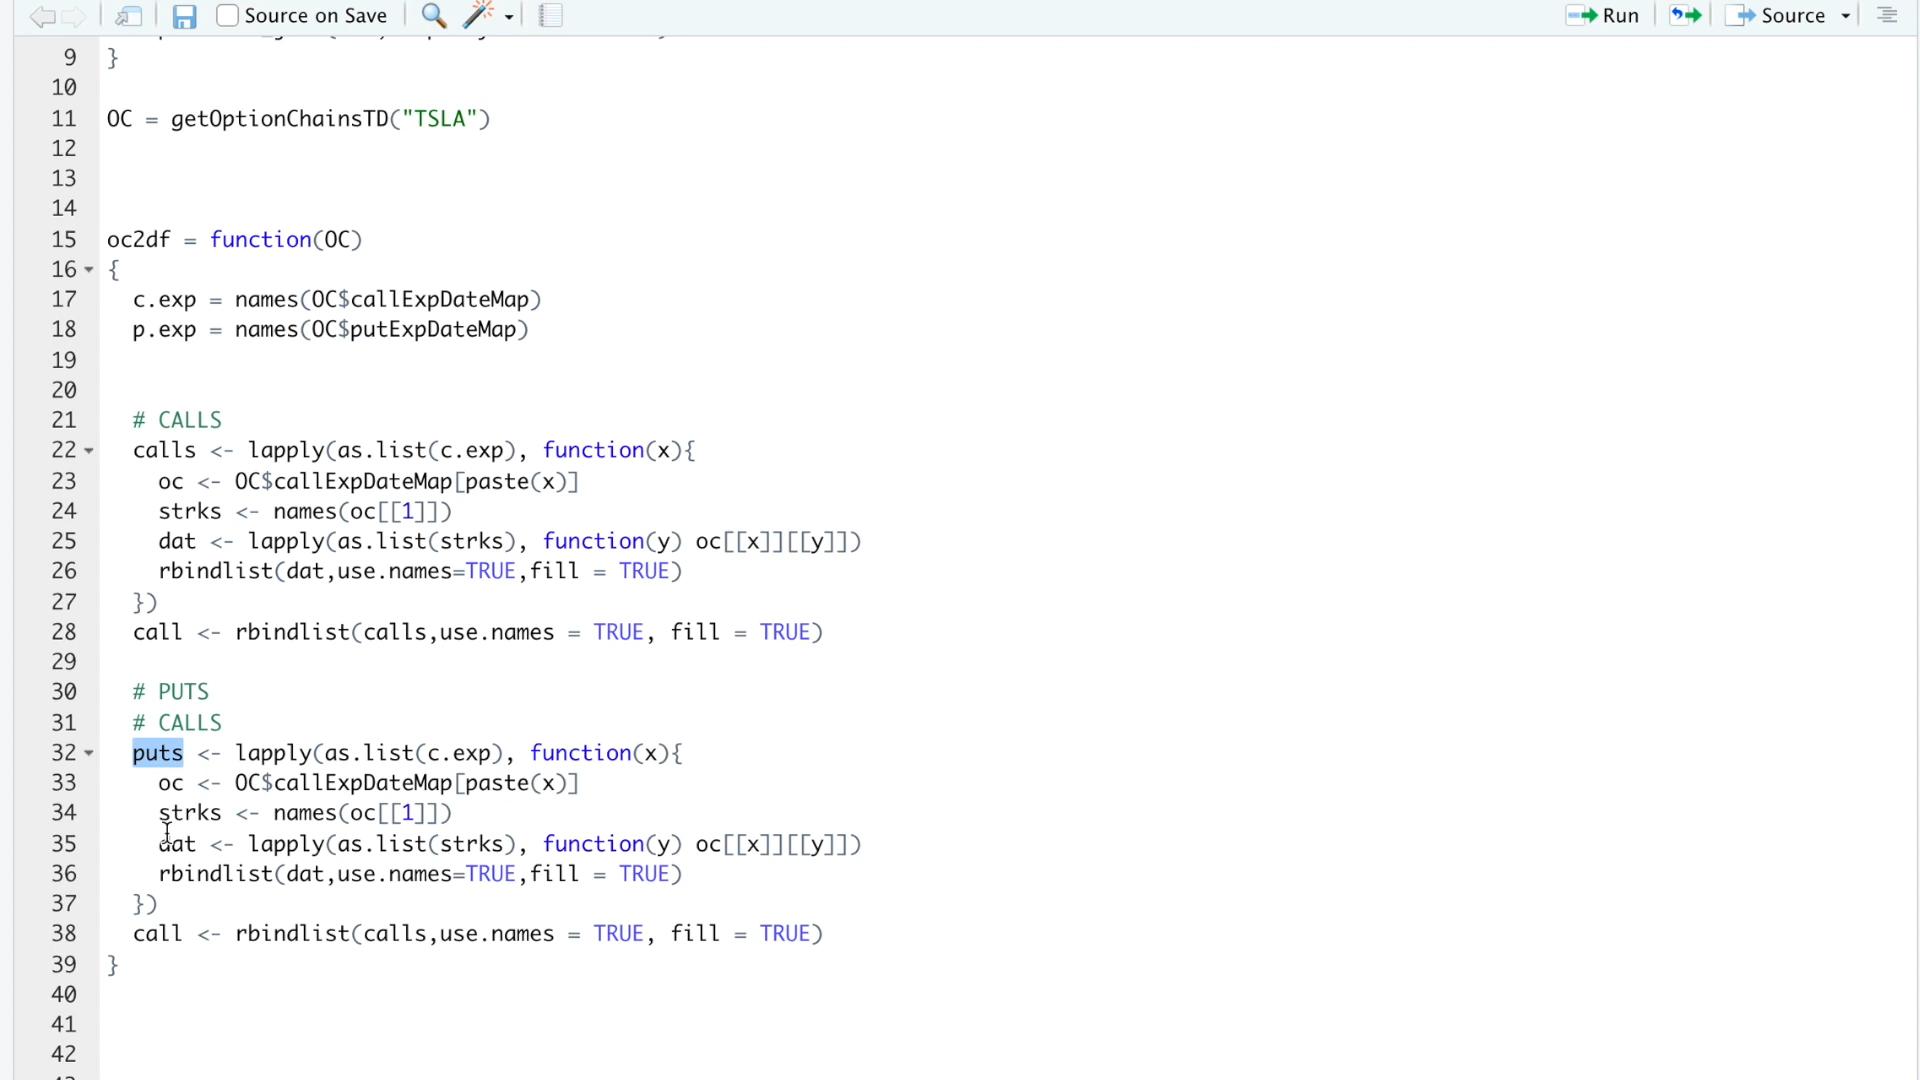 Source on Save
Run
Source
9 }
10
11 OC = getOptionChainsTD("TSLA")
12
13
14
15 oc2df = function(OC)
16 {
17 c.exp = names(OC$callExpDateMap)
18 p.exp = names(OC$putExpDateMap)
19
20
21 # CALLS
22 calls <- lapply(as.list(c.exp), function(x){
23 oc <- OC$callExpDateMap[paste(x)]
24 strks <- names(oc[[1]])
25 dat <- lapply(as.list(strks), function(y) oc[[x]][[y]])
26 rbindlist(dat,use.names=TRUE,fill = TRUE)
27 })
28 call <- rbindlist(calls,use.names = TRUE, fill = TRUE)
29
30 # PUTS
31 # CALLS
32 puts <- lapply(as.list(c.exp), function(x){
33 oc <- OC$callExpDateMap[paste(x)]
34 strks <- names(oc[[1]])
35 dat <- lapply(as.list(strks), function(y) oc[[x]][[y]])
36 rbindlist(dat,use.names=TRUE,fill = TRUE)
37 })
38 call <- rbindlist(calls,use.names = TRUE, fill = TRUE)
39 }
40
41
42